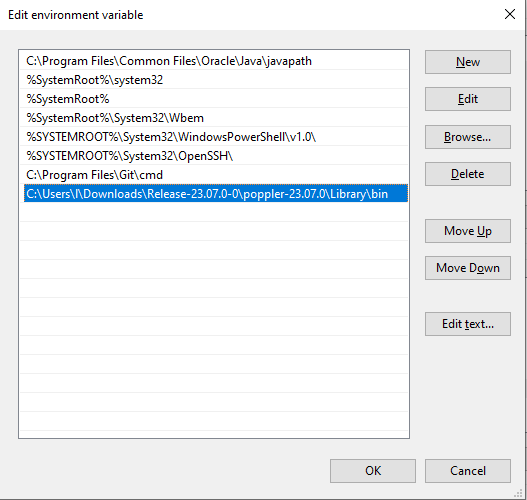 Edit environment variable
C:\Program Files\Common Files\Oracle\Java\javapath
%SystemRoot%\system32
%SystemRoot%
%SystemRoot%\System32\Wbem
%SYSTEMROOT%\System32\WindowsPowerShell\v1.0\
%SYSTEMROOT%\System32\OpenSSH\
C:\Program Files\Git\cmd
C:\Users\I\Downloads\Release-23.07.0-0\poppler-23.07.0\Library\bin
New
Edit
Browse...
Delete
Move Up
Move Down
Edit text...
OK
Cancel